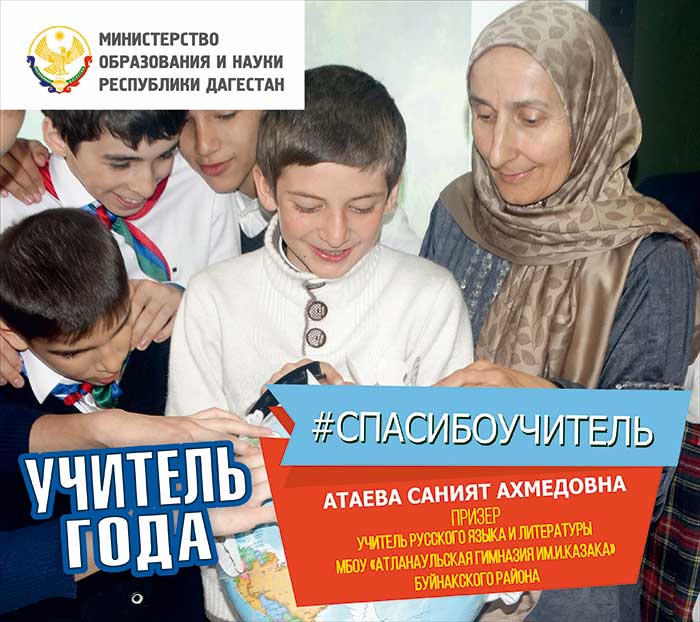 МИНИСТЕРСТВО
ОБРАЗОВАНИЯ И НАУКИ
РЕСПУБЛИКИ ДАГЕСТАН
#СПАСИБОУЧИТЕЛЬ
УЧИТЕЛЬ
ГОДА
АТАЕВА САНИЯТ АХМЕДОВНА
ПРИЗЕР
УЧИТЕЛЬ РУССКОГО ЯЗЫКА И ЛИТЕРАТУРЫ
МБОУ «АТЛАНАУЛЬСКАЯ ГИМНАЗИЯ ИМ.И.КАЗАКА»
БУЙНАКСКОГО РАЙОНА